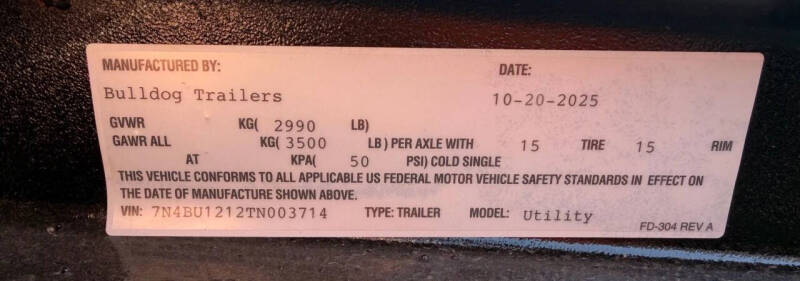 MANUFACTURED BY: DATE:
Bulldog Trailers 10-20-2025
GVWR KG( 2990 LB)
GAWR ALL KG( 3500 LB) PER AXLE WITH 15 TIRE 15 RIM
AT KPA( 50 PSI) COLD SINGLE
THIS VEHICLE CONFORMS TO ALL APPLICABLE US FEDERAL MOTOR VEHICLE SAFETY STANDARDS IN EFFECT ON
THE DATE OF MANUFACTURE SHOWN ABOVE.
VIN: 7N4BU1212TN003714 TYPE: TRAILER MODEL: Utility
FD-304 REV A